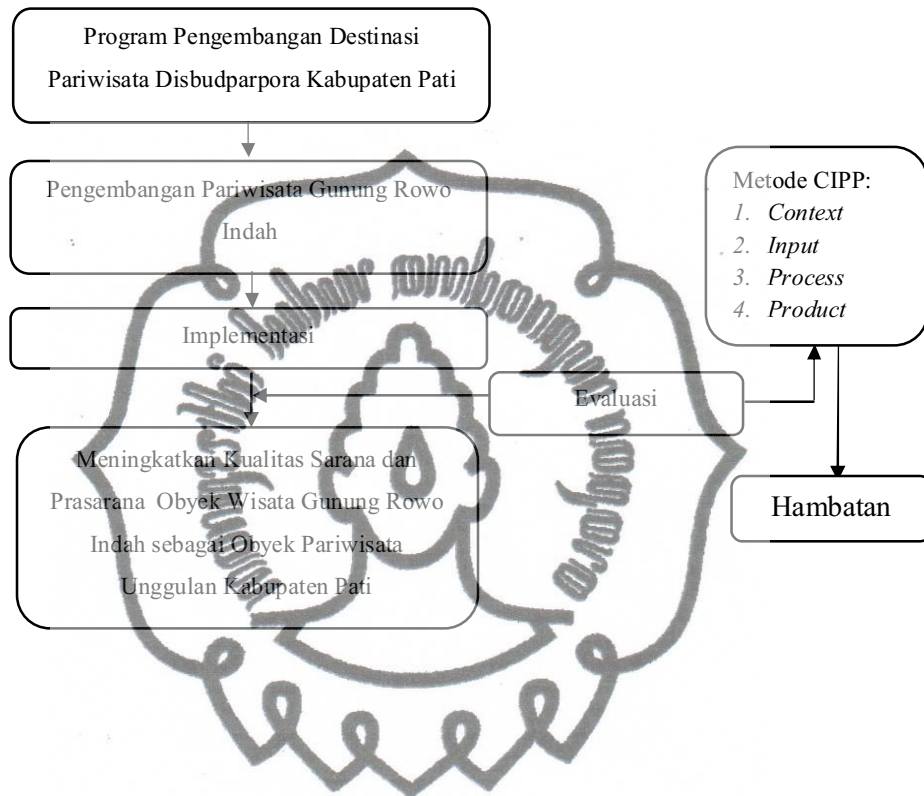 Program Pengembangan Destinasi
Pariwisata Disbudparpora Kabupaten Pati
Pengembangan Pariwisata Gunung Rowo
Indah
Implementasi
Evaluasi
Meningkatkan Kualitas Sarana dan
Prasarana Obyek Wisata Gunung Rowo
Indah sebagai Obyek Pariwisata
Unggulan Kabupaten Pati
Metode CIPP:
1. Context
2. Input
3. Process
4. Product
Hambatan